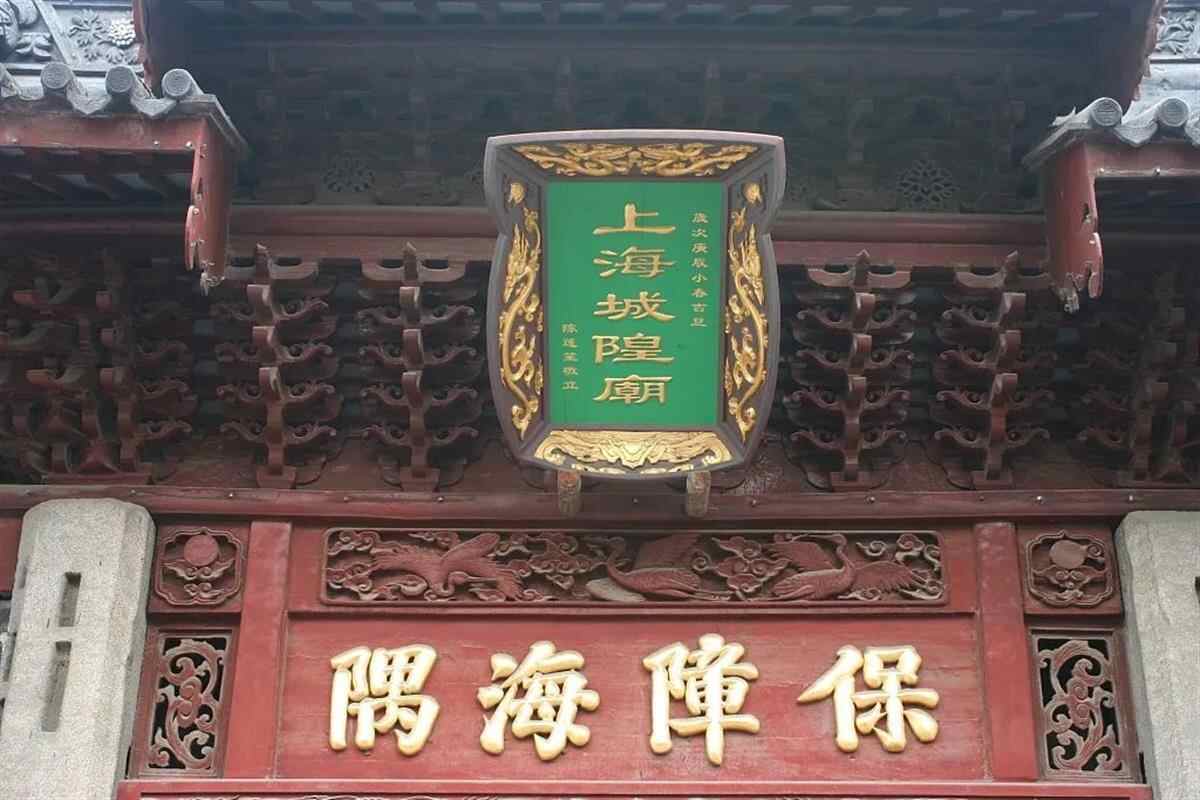 歲次庚辰小春吉旦
上海城隍廟
陳蓮笙敬立
保障海隅